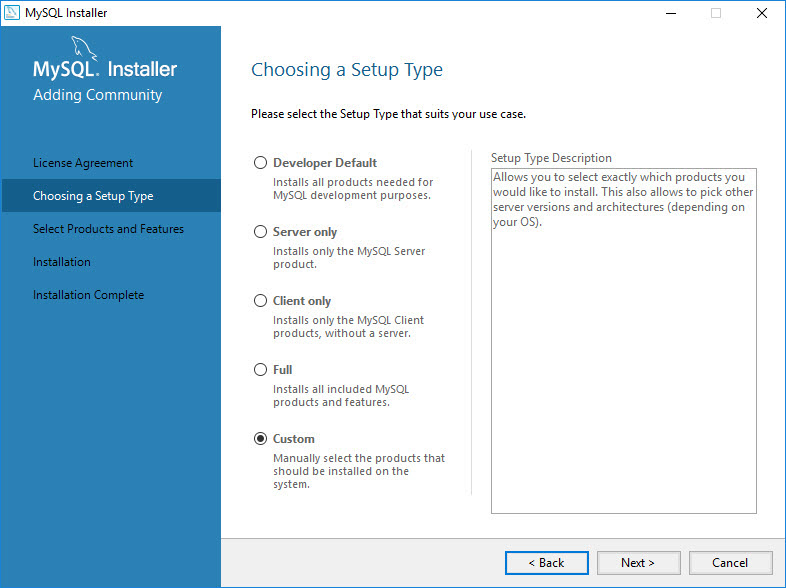 MySQL Installer
MySQL. Installer
Adding Community
License Agreement
Choosing a Setup Type
Select Products and Features
Installation
Installation Complete
Choosing a Setup Type
Please select the Setup Type that suits your use case.
Developer Default
Installs all products needed for
MySQL development purposes.
Server only
Installs only the MySQL Server
product.
Client only
Installs only the MySQL Client
products, without a server.
Full
Installs all included MySQL
products and features.
Custom
Manually select the products that
should be installed on the
system.
Setup Type Description
Allows you to select exactly which products you
would like to install. This also allows to pick other
server versions and architectures (depending on
your OS).
< Back
Next >
Cancel